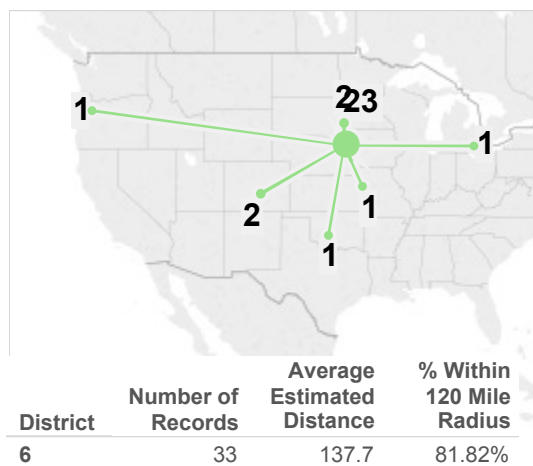 1
2 23
1
2
1
1
Average % Within
Number of Estimated 120 Mile
District Records Distance Radius
6 33 137.7 81.82%